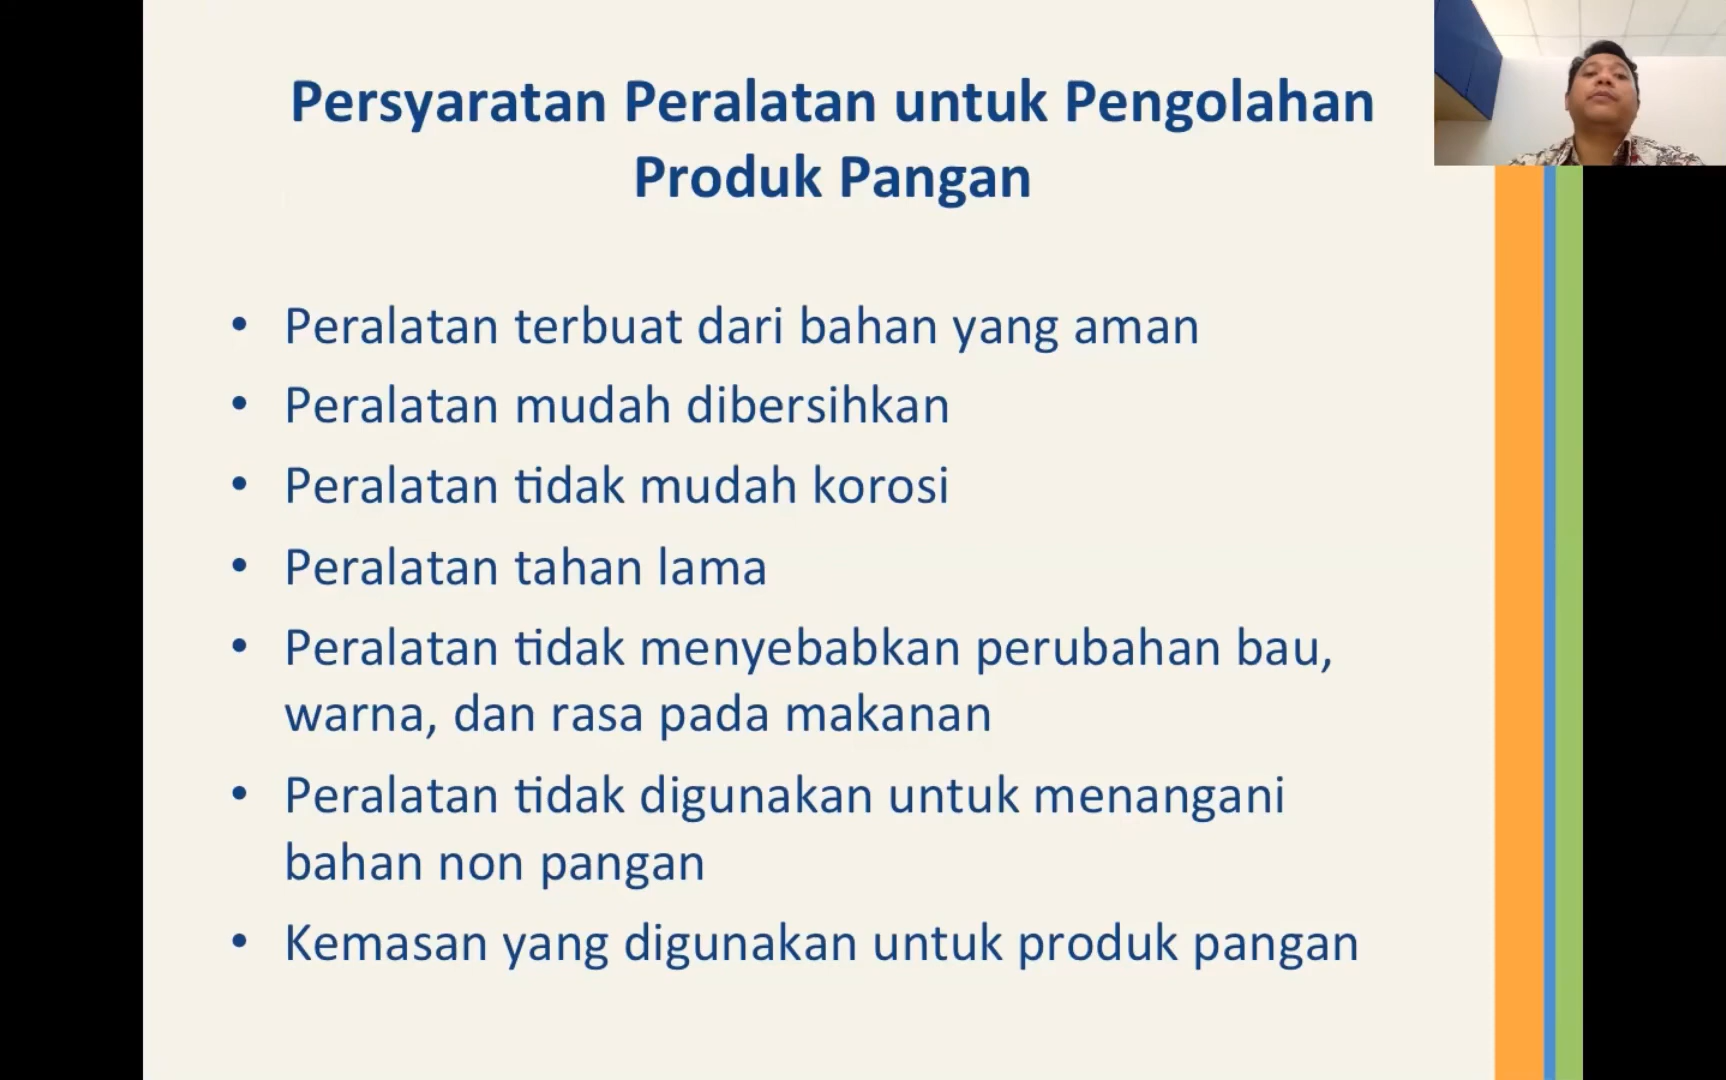 Persyaratan Peralatan untuk Pengolahan
Produk Pangan
• Peralatan terbuat dari bahan yang aman
• Peralatan mudah dibersihkan
• Peralatan tidak mudah korosi
• Peralatan tahan lama
• Peralatan tidak menyebabkan perubahan bau,
warna, dan rasa pada makanan
• Peralatan tidak digunakan untuk menangani
bahan non pangan
• Kemasan yang digunakan untuk produk pangan